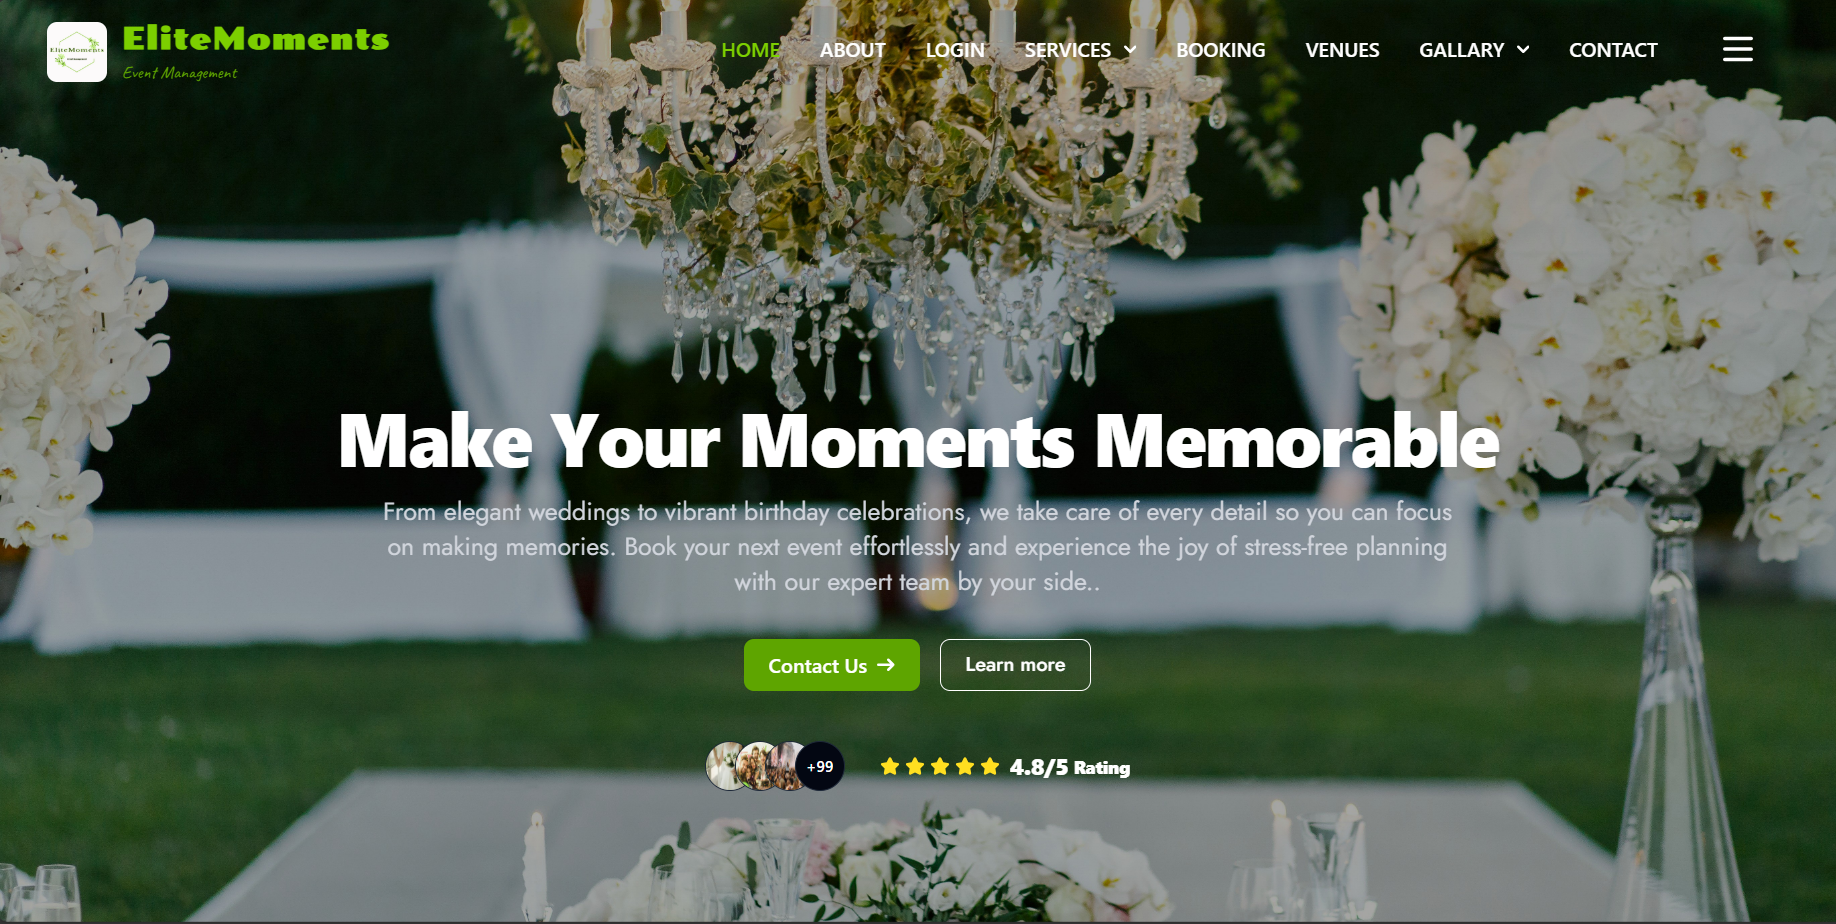 EliteMoments
EliteMoments
Event Management
HOME ABOUT LOGIN SERVICES BOOKING VENUES GALLARY CONTACT
Make Your Moments Memorable
From elegant weddings to vibrant birthday celebrations, we take care of every detail so you can focus
on making memories. Book your next event effortlessly and experience the joy of stress-free planning
with our expert team by your side..
Contact Us →
Learn more
+99
4.8/5 Rating